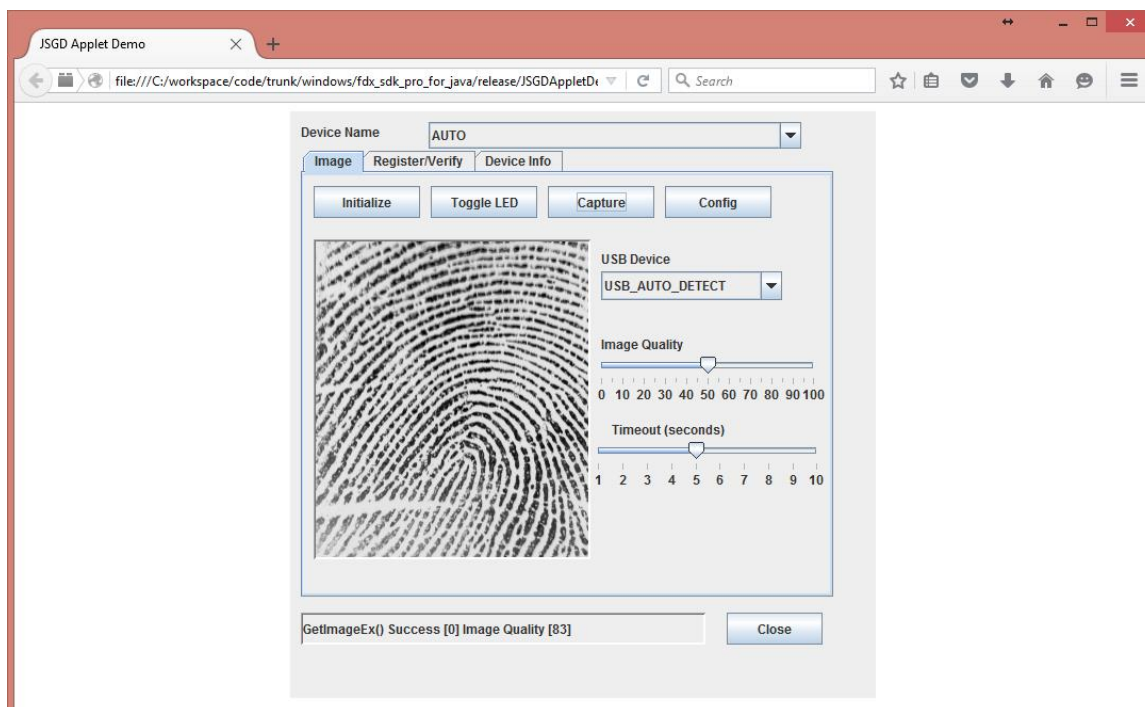 JSGD Applet Demo
file:///C:/workspace/code/trunk/windows/fdx_sdk_pro_for_java/release/JSGDAppletDe
Search
Device Name AUTO
Image Register/Verify Device Info
Initialize Toggle LED Capture Config
USB Device
USB_AUTO_DETECT
Image Quality
0 10 20 30 40 50 60 70 80 90 100
Timeout (seconds)
1 2 3 4 5 6 7 8 9 10
GetImageEx() Success [0] Image Quality [83] Close